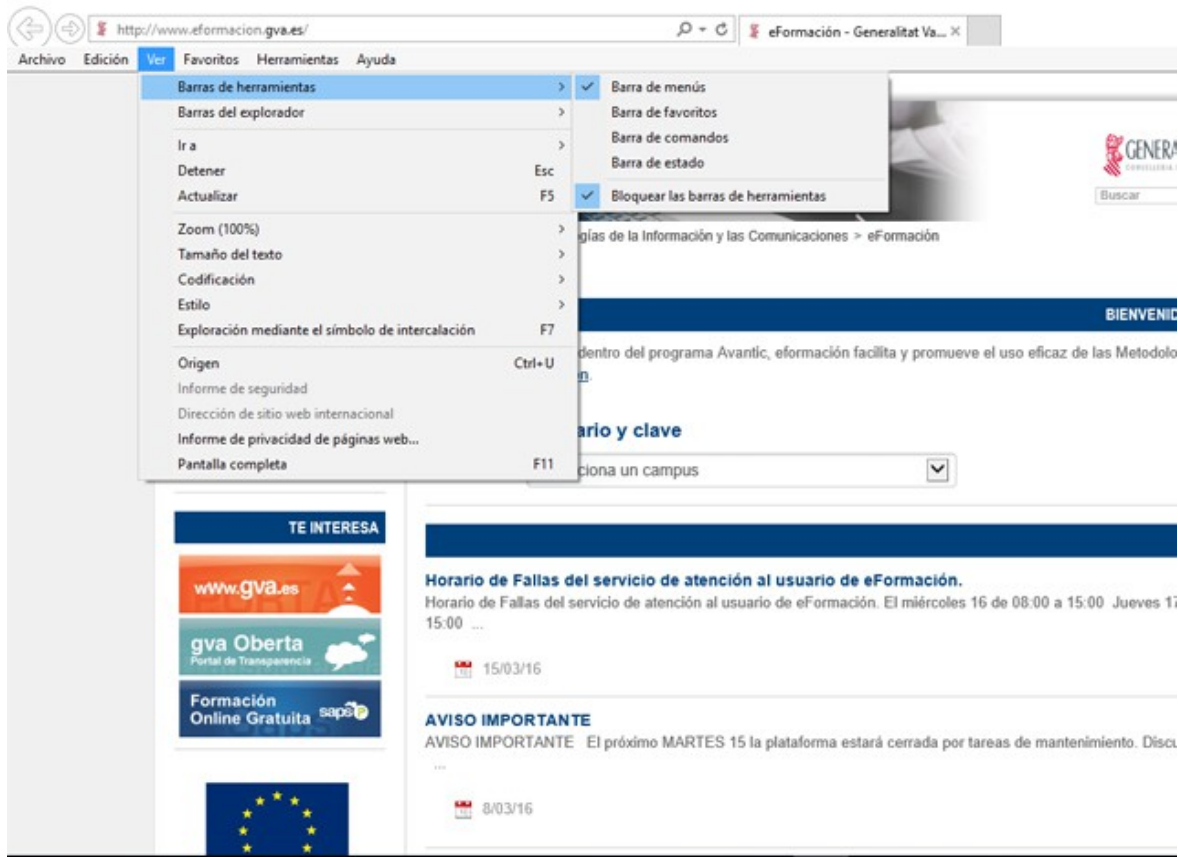 http://www.eformacion.gva.es/
eFormación - Generalitat Va...
Archivo Edición Ver Favoritos Herramientas Ayuda
Barras de herramientas
Barras del explorador
Ir a
Detener Esc
Actualizar F5
Zoom (100%)
Tamaño del texto
Codificación
Estilo
Exploración mediante el símbolo de intercalación F7
Origen Ctrl+U
Informe de seguridad
Dirección de sitio web internacional
Informe de privacidad de páginas web...
Pantalla completa F11
Barra de menús
Barra de favoritos
Barra de comandos
Barra de estado
Bloquear las barras de herramientas
GENERA
Buscar
gías de la Información y las Comunicaciones > eFormación
BIENVENID
dentro del programa Avantic, eformación facilita y promueve el uso eficaz de las Metodolo
n.
ario y clave
ciona un campus
TE INTERESA
www.gva.es
gva Oberta
Portal de Transparencia
Formación
Online Gratuita saps
Horario de Fallas del servicio de atención al usuario de eFormación.
Horario de Fallas del servicio de atención al usuario de eFormación. El miércoles 16 de 08:00 a 15:00 Jueves 17
15:00 ...
15/03/16
AVISO IMPORTANTE
AVISO IMPORTANTE El próximo MARTES 15 la plataforma estará cerrada por tareas de mantenimiento. Discu
...
8/03/16